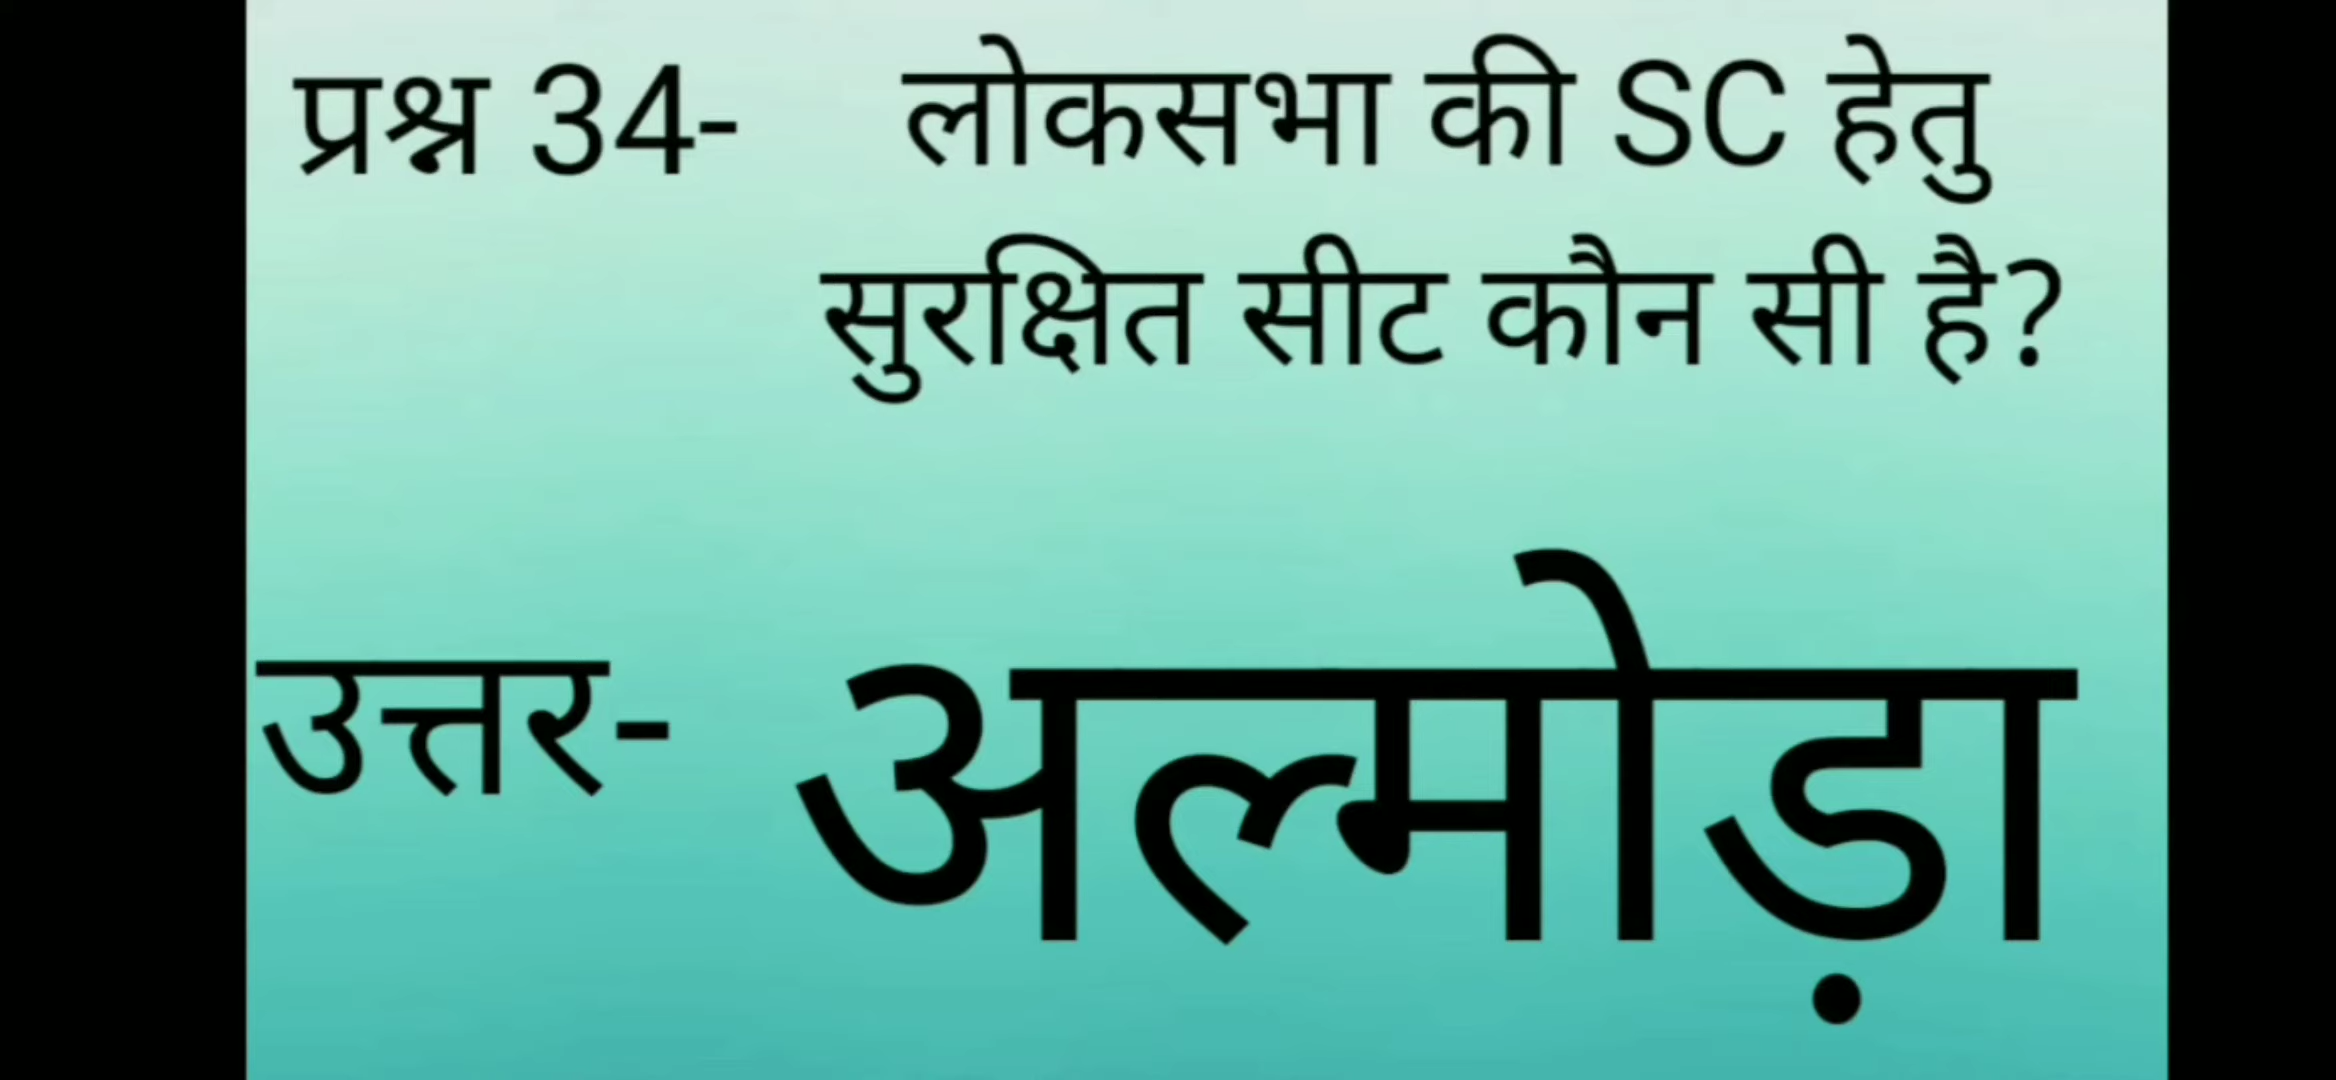 प्रश्न 34- लोकसभा की SC हेतु
सुरक्षित सीट कौन सी है?
उत्तर- अल्मोड़ा